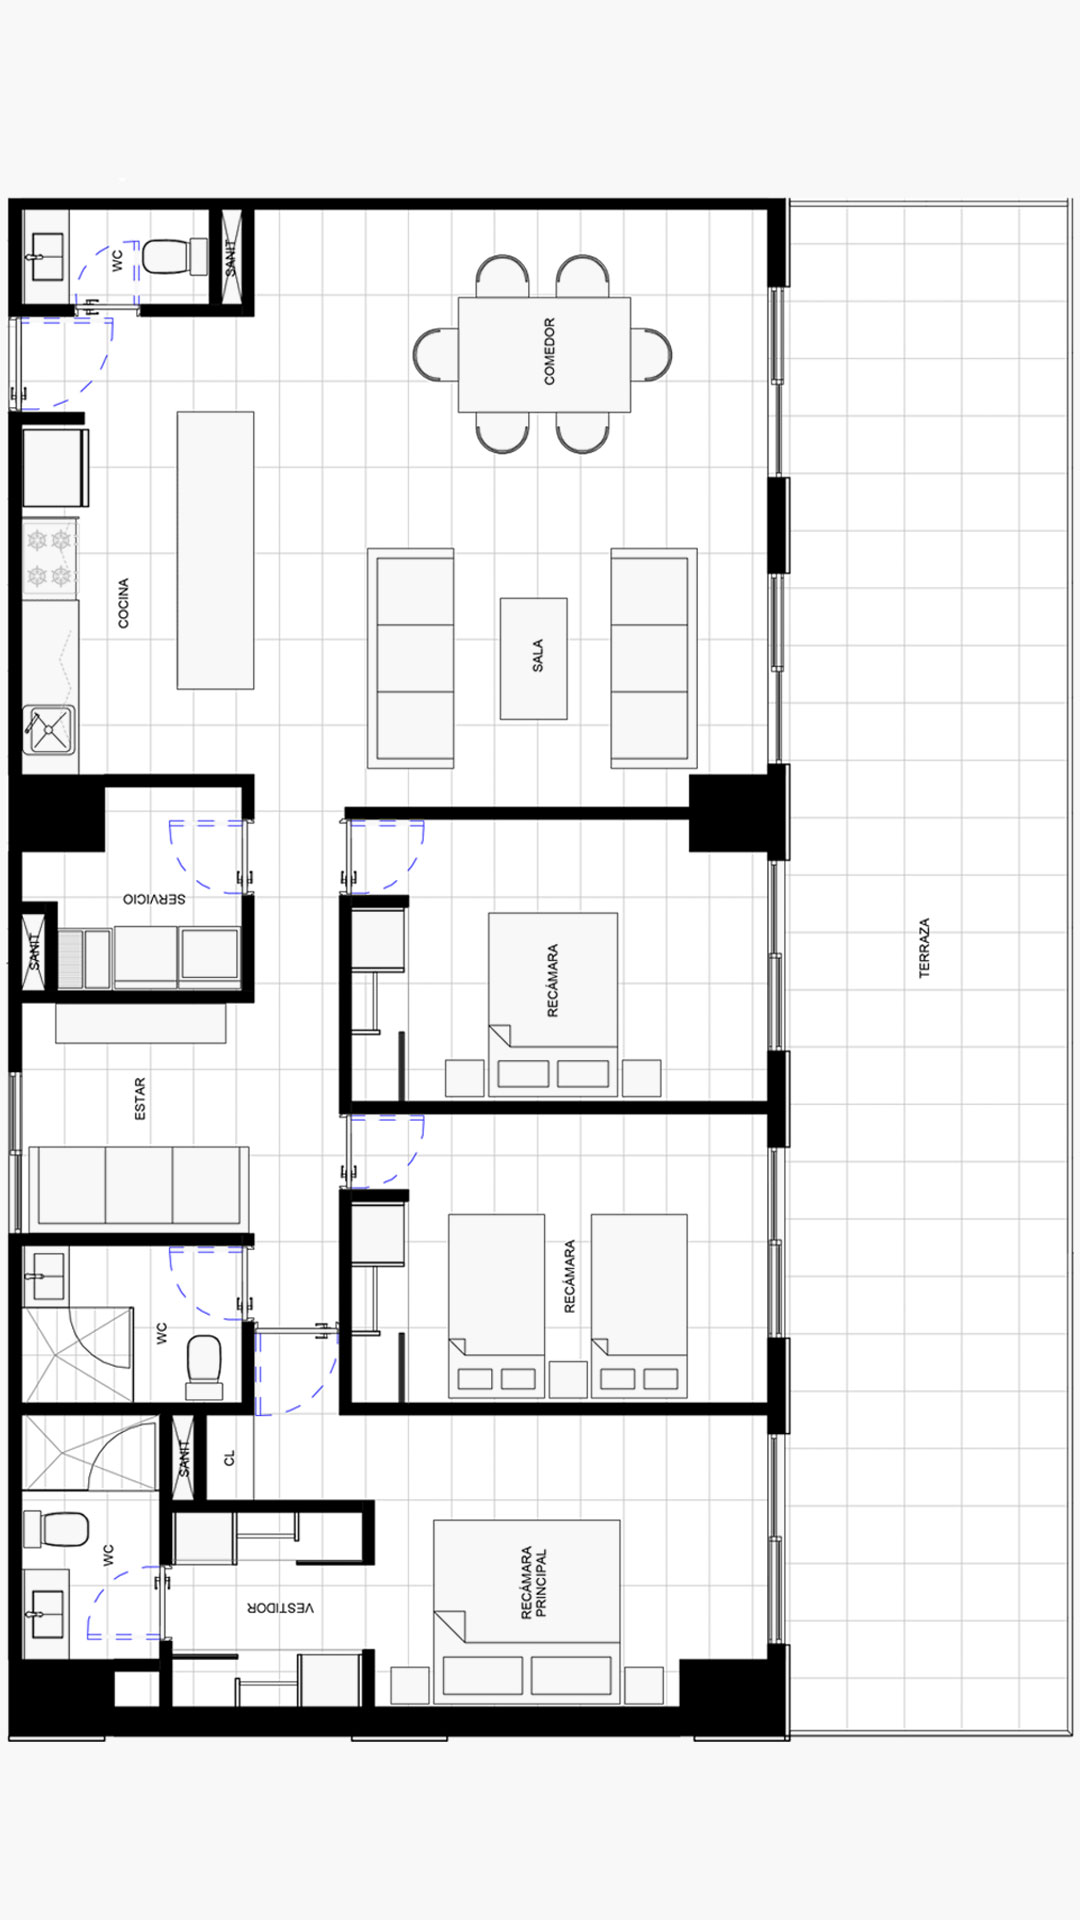 WC
SANIT
COMEDOR
COCINA
SALA
SERVICIO
SANIT
RECÁMARA
TERRAZA
ESTAR
RECÁMARA
WC
SANIT
CL
WC
VESTIDOR
RECÁMARA
PRINCIPAL